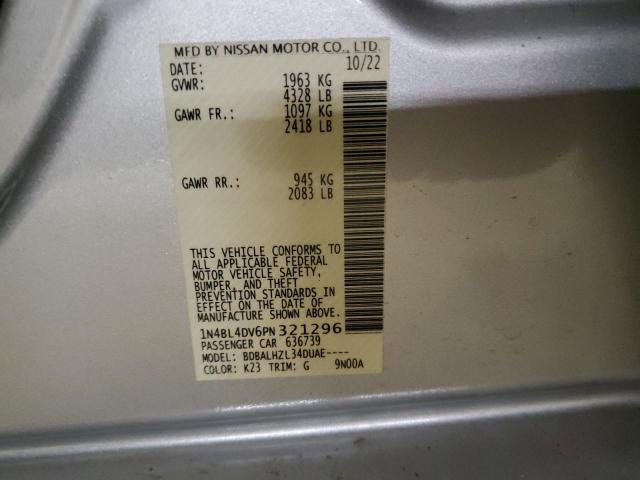 MFD BY NISSAN MOTOR CO., LTD.
DATE: 10/22
GVWR: 1963 KG
4328 LB
GAWR FR.: 1097 KG
2418 LB
GAWR RR.: 945 KG
2083 LB
THIS VEHICLE CONFORMS TO
ALL APPLICABLE FEDERAL
MOTOR VEHICLE SAFETY,
BUMPER, AND THEFT
PREVENTION STANDARDS IN
EFFECT ON THE DATE OF
MANUFACTURE SHOWN ABOVE.
1N4BL4DV6PN321296
PASSENGER CAR 636739
MODEL: BDBALHZL34DUAE----
COLOR: K23 TRIM: G 9N00A